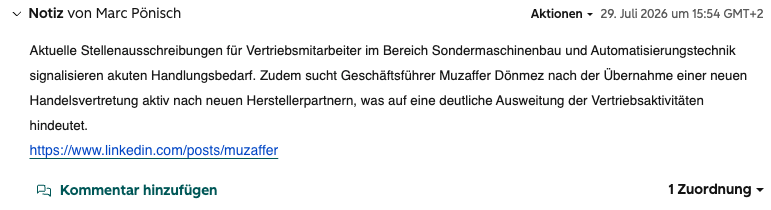 Notiz von Marc Pönisch
Aktionen 29. Juli 2026 um 15:54 GMT+2
Aktuelle Stellenausschreibungen für Vertriebsmitarbeiter im Bereich Sondermaschinenbau und Automatisierungstechnik
signalisieren akuten Handlungsbedarf. Zudem sucht Geschäftsführer Muzaffer Dönmez nach der Übernahme einer neuen
Handelsvertretung aktiv nach neuen Herstellerpartnern, was auf eine deutliche Ausweitung der Vertriebsaktivitäten
hindeutet.
https://www.linkedin.com/posts/muzaffer
Kommentar hinzufügen
1 Zuordnung